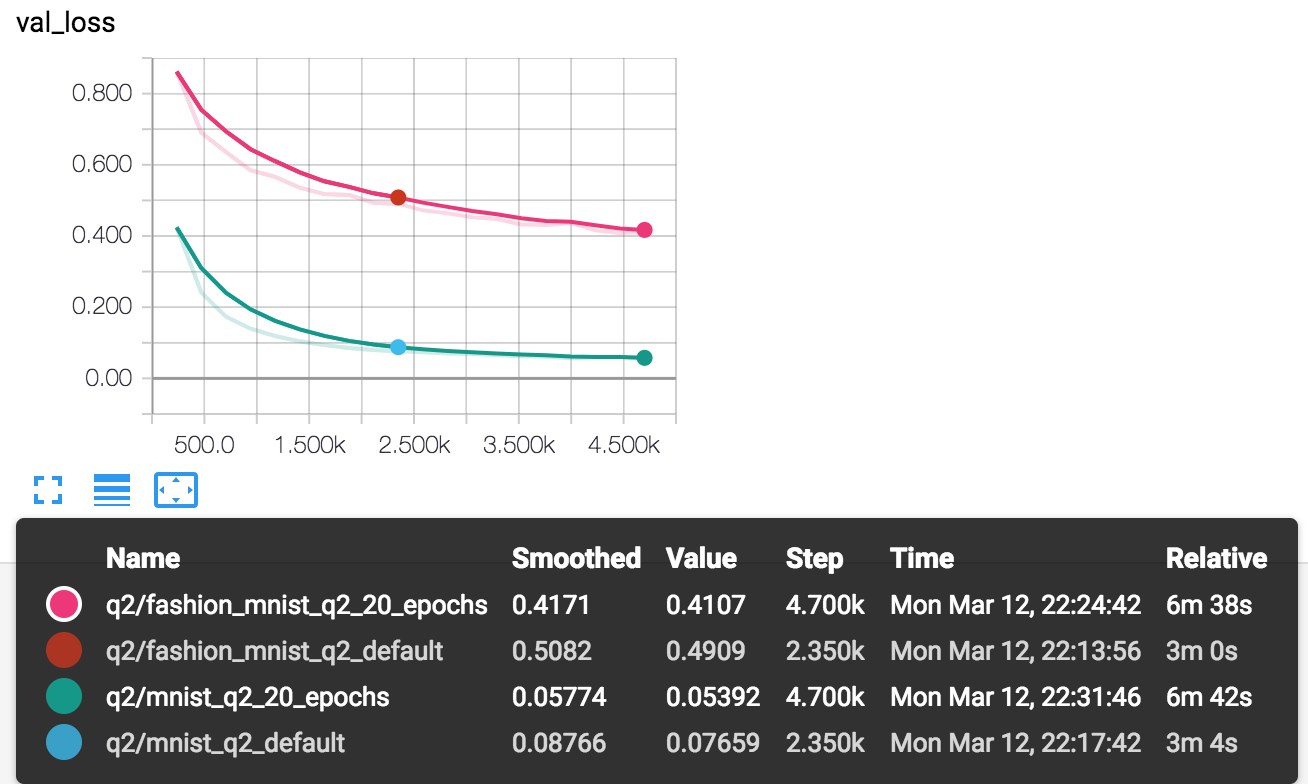 val_loss
0.800
0.600
0.400
0.200
0.00
500.0 1.500k 2.500k 3.500k 4.500k
Name Smoothed Value Step Time Relative
q2/fashion_mnist_q2_20_epochs 0.4171 0.4107 4.700k Mon Mar 12, 22:24:42 6m 38s
q2/fashion_mnist_q2_default 0.5082 0.4909 2.350k Mon Mar 12, 22:13:56 3m 0s
q2/mnist_q2_20_epochs 0.05774 0.05392 4.700k Mon Mar 12, 22:31:46 6m 42s
q2/mnist_q2_default 0.08766 0.07659 2.350k Mon Mar 12, 22:17:42 3m 4s